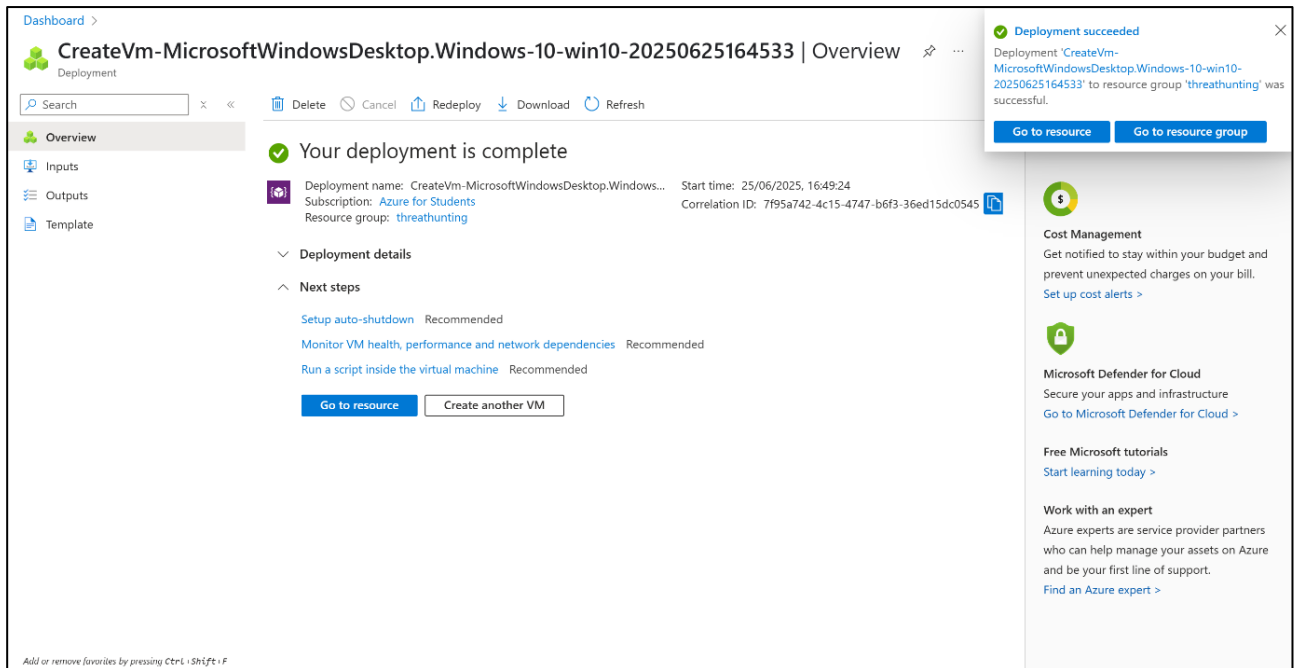 Dashboard >
CreateVm-MicrosoftWindowsDesktop.Windows-10-win10-20250625164533 | Overview
Deployment
Search
Overview
Inputs
Outputs
Template
Delete Cancel Redeploy Download Refresh
Your deployment is complete
Deployment name: CreateVm-MicrosoftWindowsDesktop.Windows...
Subscription: Azure for Students
Resource group: threathunting
Start time: 25/06/2025, 16:49:24
Correlation ID: 7f95a742-4c15-4747-b6f3-36ed15dc0545
Deployment details
Next steps
Setup auto-shutdown Recommended
Monitor VM health, performance and network dependencies Recommended
Run a script inside the virtual machine Recommended
Go to resource Create another VM
Deployment succeeded
Deployment 'CreateVm-
MicrosoftWindowsDesktop.Windows-10-win10-
20250625164533' to resource group 'threathunting' was
successful.
Go to resource Go to resource group
Cost Management
Get notified to stay within your budget and
prevent unexpected charges on your bill.
Set up cost alerts >
Microsoft Defender for Cloud
Secure your apps and infrastructure
Go to Microsoft Defender for Cloud >
Free Microsoft tutorials
Start learning today >
Work with an expert
Azure experts are service provider partners
who can help manage your assets on Azure
and be your first line of support.
Find an Azure expert >
Add or remove favorites by pressing Ctrl+Shift+F